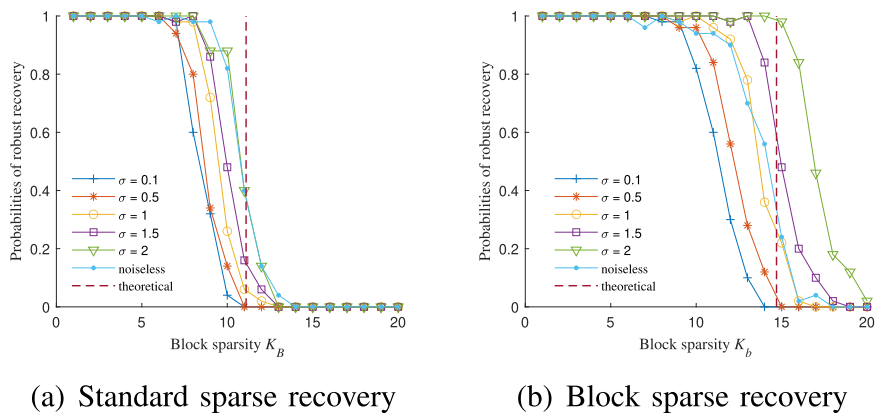 Probabilities of robust recovery
1
0.8
0.6
0.4
0.2
0
σ = 0.1
σ = 0.5
σ = 1
σ = 1.5
σ = 2
noiseless
theoretical
0 5 10 15 20
Block sparsity K_B
(a) Standard sparse recovery
Probabilities of robust recovery
1
0.8
0.6
0.4
0.2
0
σ = 0.1
σ = 0.5
σ = 1
σ = 1.5
σ = 2
noiseless
theoretical
0 5 10 15 20
Block sparsity K_b
(b) Block sparse recovery